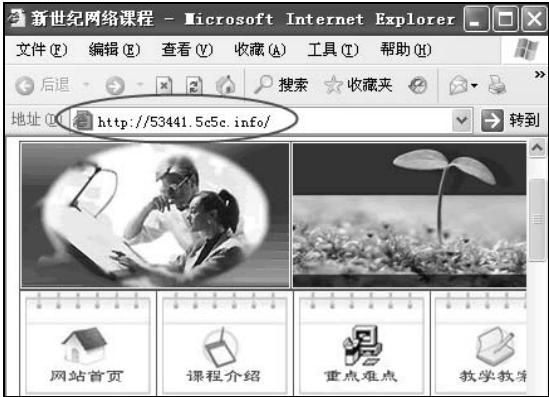 新世纪网络课程 - Microsoft Internet Explorer
文件(F) 编辑(E) 查看(V) 收藏(A) 工具(T) 帮助(H)
后退 搜索 收藏夹 »
地址(D) http://53441.5c5c.info/ 转到
网站首页 课程介绍 重点难点 教学教案